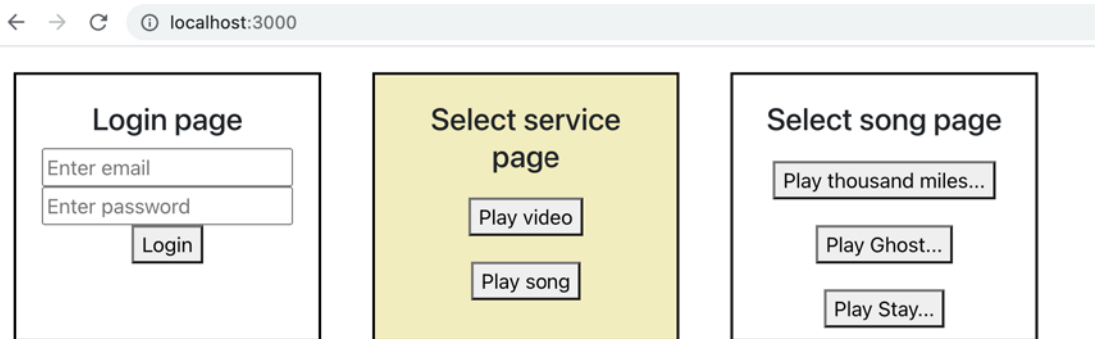 localhost:3000
Login page
Enter email
Enter password
Login
Select service
page
Play video
Play song
Select song page
Play thousand miles...
Play Ghost...
Play Stay...